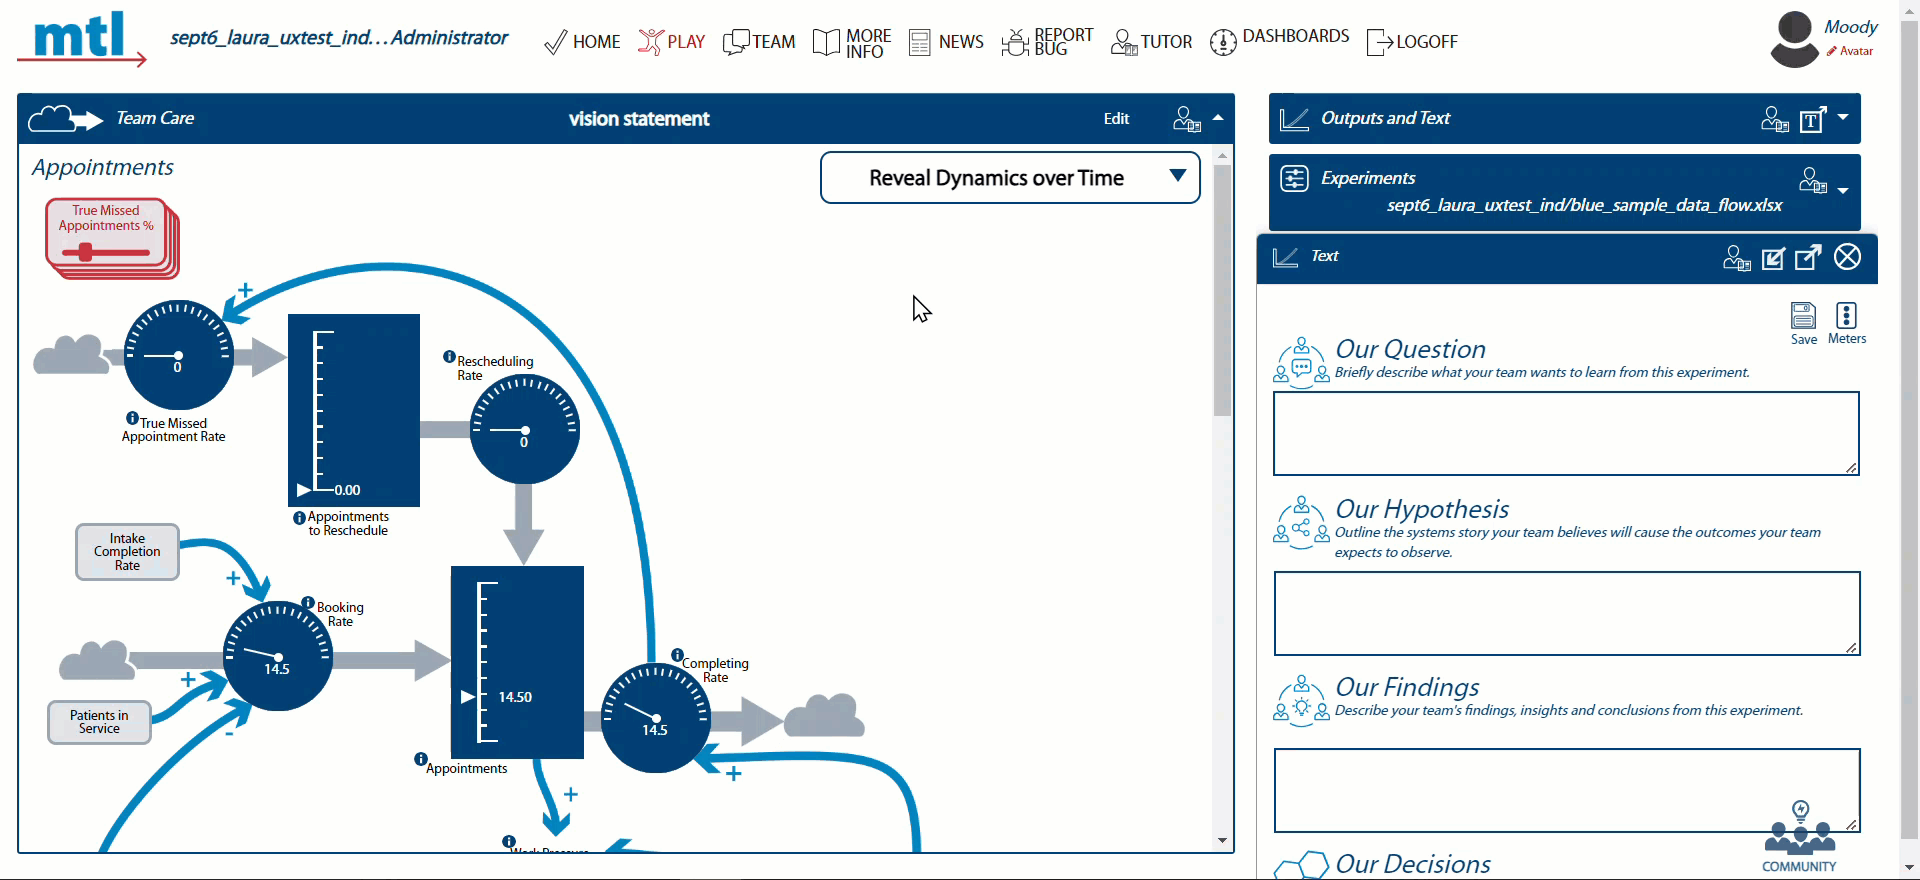 mtl
sept6_laura_uxtest_ind...Administrator
HOME
PLAY
TEAM
MORE
INFO
NEWS
REPORT
BUG
TUTOR
DASHBOARDS
LOGOFF
Moody
Avatar
Team Care
vision statement
Edit
Appointments
Reveal Dynamics over Time
True Missed
Appointments %
+
0
True Missed
Appointment Rate
0.00
Appointments
to Reschedule
Rescheduling
Rate
0
Intake
Completion
Rate
+
Booking
Rate
14.5
+
Patients in
Service
-
14.50
Appointments
Completing
Rate
14.5
+
+
Work Pressure
Outputs and Text
T
Experiments
sept6_laura_uxtest_ind/blue_sample_data_flow.xlsx
Text
Save
Meters
Our Question
Briefly describe what your team wants to learn from this experiment.
Our Hypothesis
Outline the systems story your team believes will cause the outcomes your team
expects to observe.
Our Findings
Describe your team's findings, insights and conclusions from this experiment.
Our Decisions
COMMUNITY